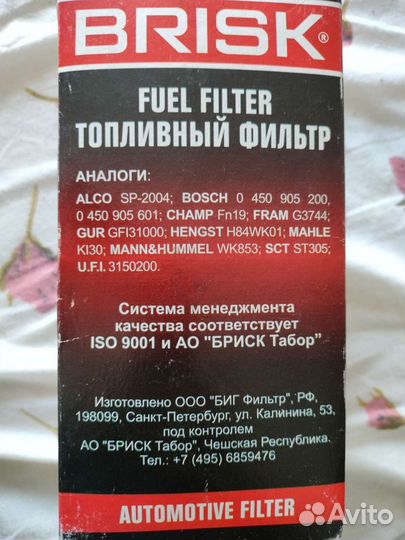 BRISK®
FUEL FILTER
ТОПЛИВНЫЙ ФИЛЬТР
АНАЛОГИ:
ALCO SP-2004; BOSCH 0 450 905 200,
0 450 905 601; CHAMP Fn19; FRAM G3744;
GUR GFI31000; HENGST H84WK01; MAHLE
KI30; MANN&HUMMEL WK853; SCT ST305;
U.F.I. 3150200.
Система менеджмента
качества соответствует
ISO 9001 и АО "БРИСК Табор"
Изготовлено ООО "БИГ Фильтр", РФ,
198099, Санкт-Петербург, ул. Калинина, 53,
под контролем
АО "БРИСК Табор", Чешская Республика.
Тел.: +7 (495) 6859476
AUTOMOTIVE FILTER
Avito